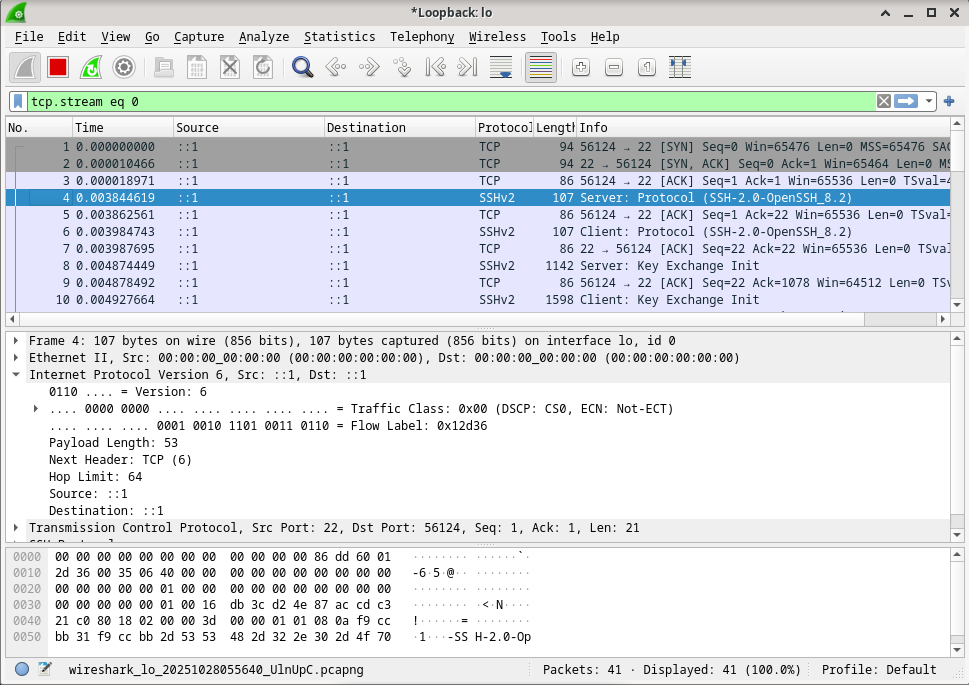 *Loopback: lo
File Edit View Go Capture Analyze Statistics Telephony Wireless Tools Help
tcp.stream eq 0
No. Time Source Destination Protocol Length Info
1 0.000000000 ::1 ::1 TCP 94 56124 → 22 [SYN] Seq=0 Win=65476 Len=0 MSS=65476 SAC
2 0.000010466 ::1 ::1 TCP 94 22 → 56124 [SYN, ACK] Seq=0 Ack=1 Win=65464 Len=0 MS
3 0.000018971 ::1 ::1 TCP 86 56124 → 22 [ACK] Seq=1 Ack=1 Win=65536 Len=0 TSval=4
4 0.003844619 ::1 ::1 SSHv2 107 Server: Protocol (SSH-2.0-OpenSSH_8.2)
5 0.003862561 ::1 ::1 TCP 86 56124 → 22 [ACK] Seq=1 Ack=22 Win=65536 Len=0 TSval=
6 0.003984743 ::1 ::1 SSHv2 107 Client: Protocol (SSH-2.0-OpenSSH_8.2)
7 0.003987695 ::1 ::1 TCP 86 22 → 56124 [ACK] Seq=22 Ack=22 Win=65536 Len=0 TSval
8 0.004874449 ::1 ::1 SSHv2 1142 Server: Key Exchange Init
9 0.004878492 ::1 ::1 TCP 86 56124 → 22 [ACK] Seq=22 Ack=1078 Win=64512 Len=0 TSv
10 0.004927664 ::1 ::1 SSHv2 1598 Client: Key Exchange Init
Frame 4: 107 bytes on wire (856 bits), 107 bytes captured (856 bits) on interface lo, id 0
Ethernet II, Src: 00:00:00_00:00:00 (00:00:00:00:00:00), Dst: 00:00:00_00:00:00 (00:00:00:00:00:00)
Internet Protocol Version 6, Src: ::1, Dst: ::1
0110 .... = Version: 6
.... 0000 0000 .... .... .... .... .... = Traffic Class: 0x00 (DSCP: CS0, ECN: Not-ECT)
.... .... .... 0001 0010 1101 0011 0110 = Flow Label: 0x12d36
Payload Length: 53
Next Header: TCP (6)
Hop Limit: 64
Source: ::1
Destination: ::1
Transmission Control Protocol, Src Port: 22, Dst Port: 56124, Seq: 1, Ack: 1, Len: 21
0000 00 00 00 00 00 00 00 00 00 00 00 00 86 dd 60 01 ········ ······`·
0010 2d 36 00 35 06 40 00 00 00 00 00 00 00 00 00 00 -6·5·@·· ········
0020 00 00 00 00 00 01 00 00 00 00 00 00 00 00 00 00 ········ ········
0030 00 00 00 00 00 01 00 16 db 3c d2 4e 87 ac cd c3 ········ ·<·N····
0040 21 c0 80 18 02 00 00 3d 00 00 01 01 08 0a f9 cc !······= ········
0050 bb 31 f9 cc bb 2d 53 53 48 2d 32 2e 30 2d 4f 70 ·1···-SS H-2.0-Op
wireshark_lo_20251028055640_UlnUpC.pcapng Packets: 41 · Displayed: 41 (100.0%) Profile: Default